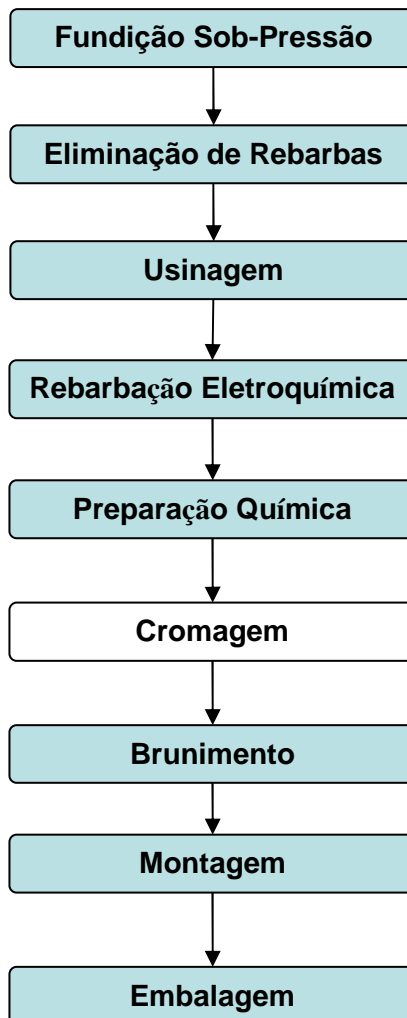 Fundição Sob-Pressão
Eliminação de Rebarbas
Usinagem
Rebarbação Eletroquímica
Preparação Química
Cromagem
Brunimento
Montagem
Embalagem